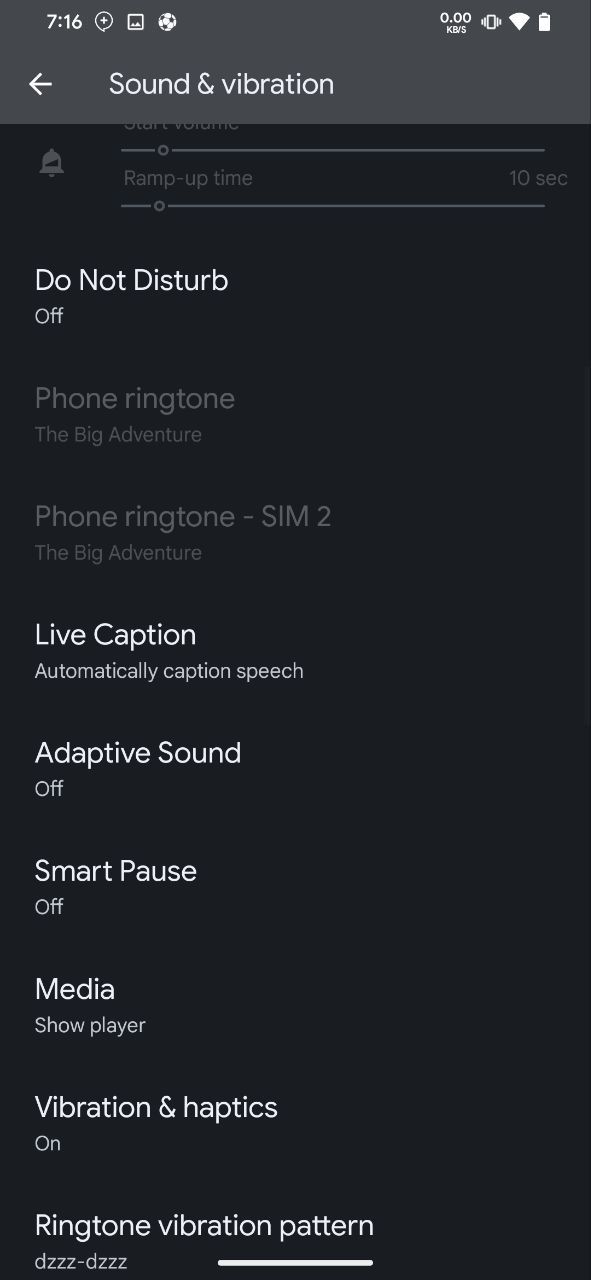 7:16
0.00
KB/S
Sound & vibration
Start volume
Ramp-up time 10 sec
Do Not Disturb
Off
Phone ringtone
The Big Adventure
Phone ringtone - SIM 2
The Big Adventure
Live Caption
Automatically caption speech
Adaptive Sound
Off
Smart Pause
Off
Media
Show player
Vibration & haptics
On
Ringtone vibration pattern
dzzz-dzzz